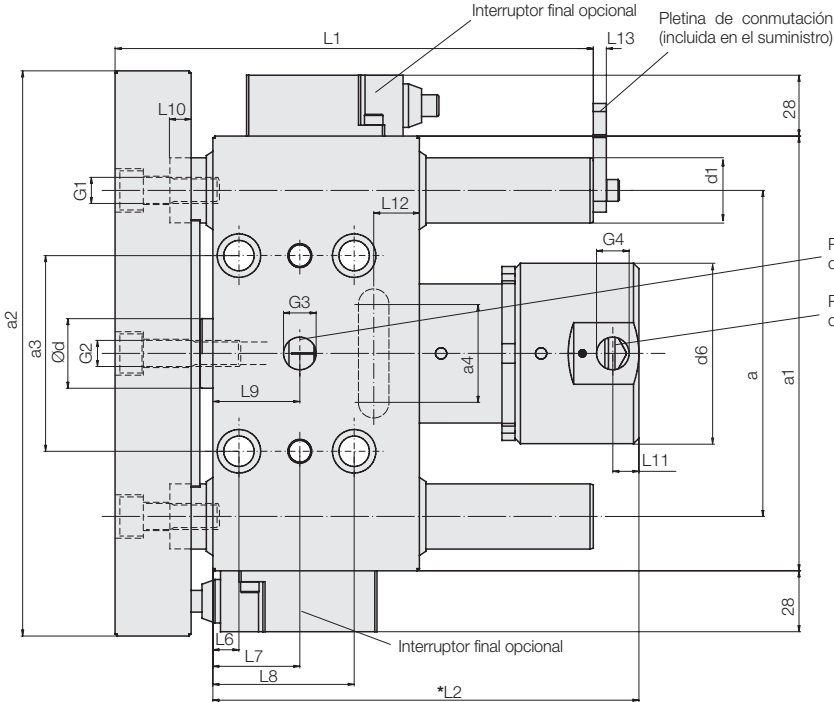 Interruptor final opcional
Pletina de conmutación
(incluida en el suministro)
L1
L13
L10
28
G1
d1
L12
G4
P
c
P
c
a2
a3
Ød
G2
G3
a4
d6
a
a1
L9
L11
28
L6
L7
L8
Interruptor final opcional
*L2